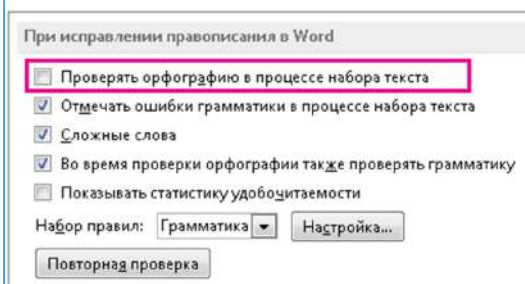 При исправлении правописания в Word
Проверять орфографию в процессе набора текста
Отмечать ошибки грамматики в процессе набора текста
Сложные слова
Во время проверки орфографии также проверять грамматику
Показывать статистику удобочитаемости
Набор правил: Грамматика Настройка...
Повторная проверка